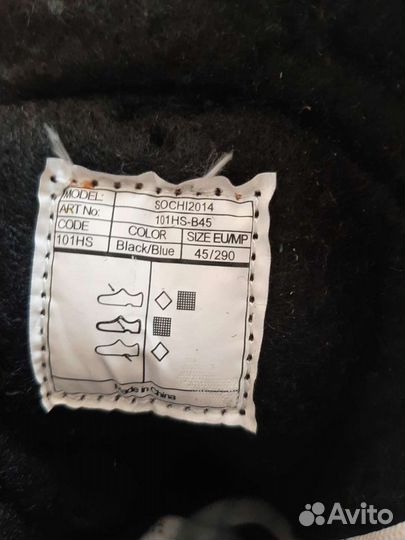 MODEL: SOCHI2014
ART No: 101HS-B45
CODE COLOR SIZE EU/MP
101HS Black/Blue 45/290
Made in China
Avito